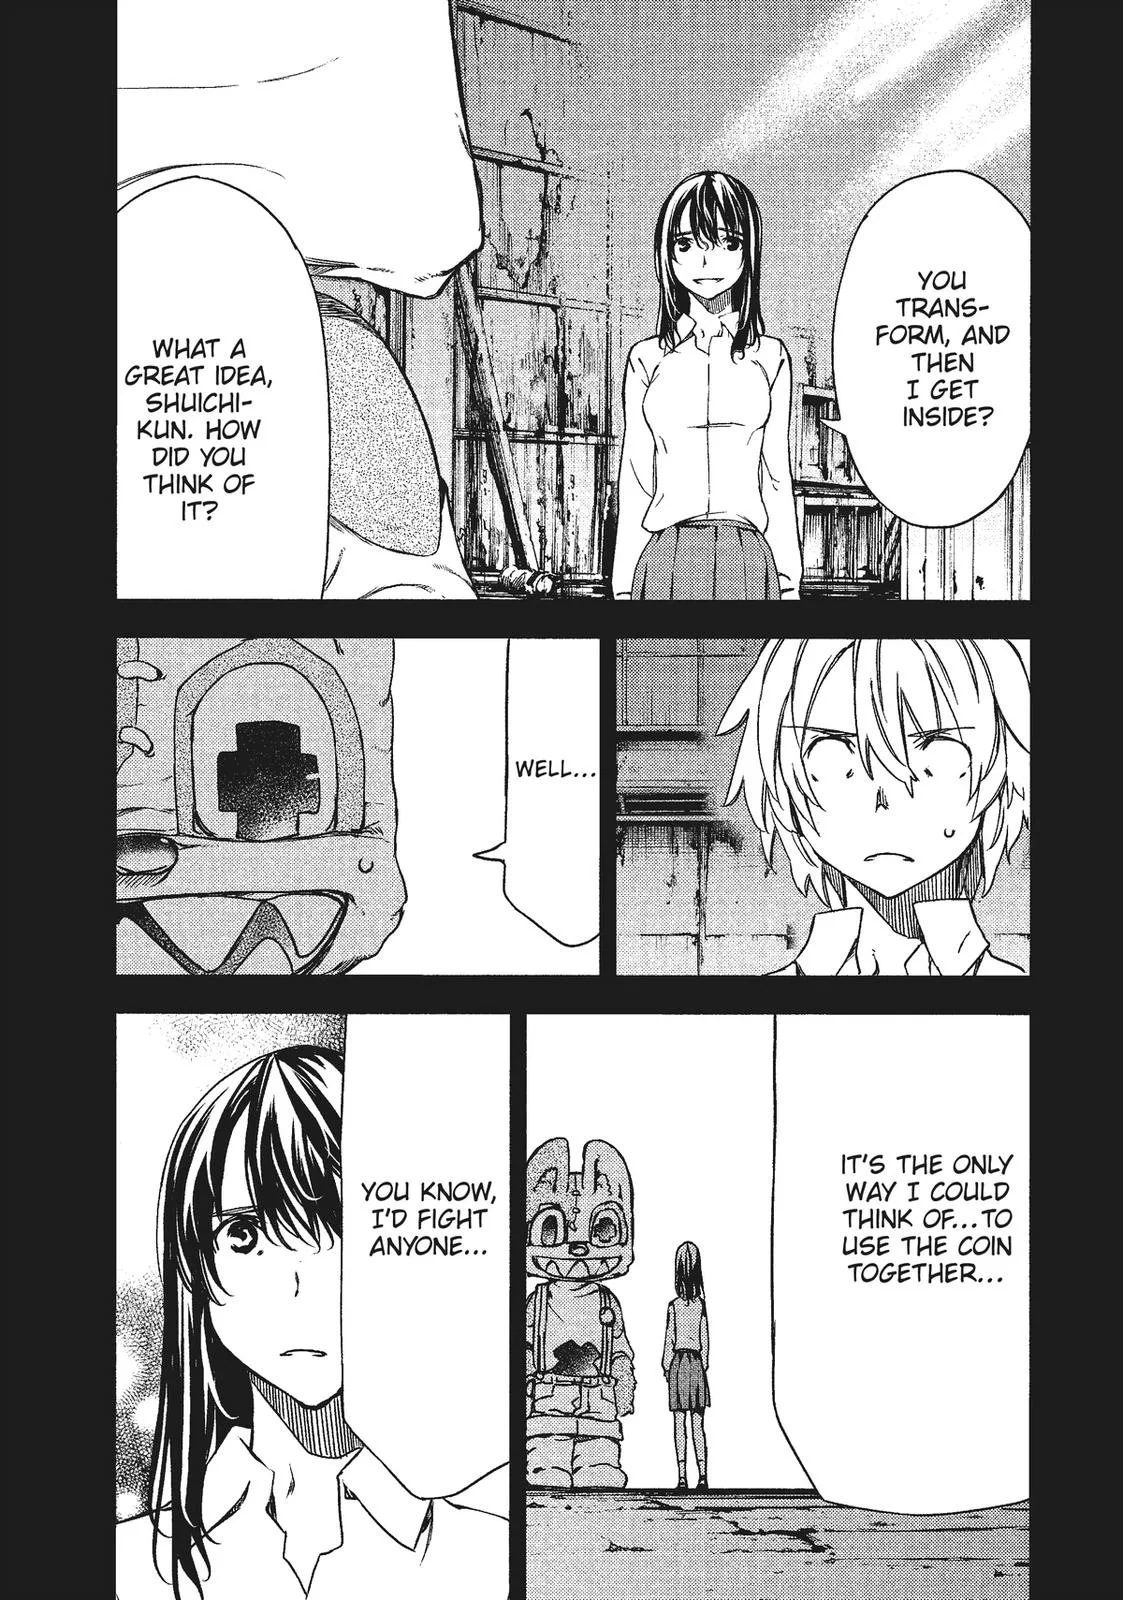 YOU
TRANS-
FORM, AND
THEN
I GET
INSIDE?
WHAT A
GREAT IDEA,
SHUICHI-
KUN. HOW
DID YOU
THINK OF
IT?
WELL...
IT'S THE ONLY
WAY I COULD
THINK OF...TO
USE THE COIN
TOGETHER...
YOU KNOW,
I'D FIGHT
ANYONE...